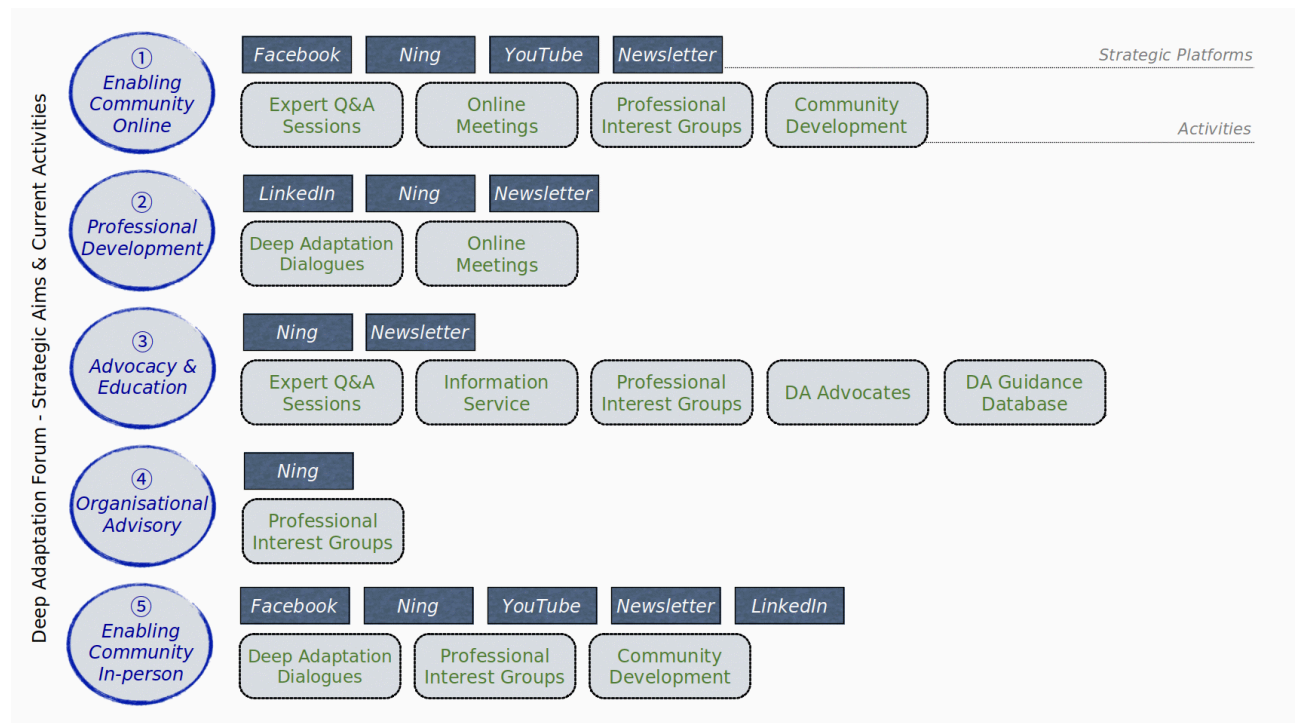 Deep Adaptation Forum - Strategic Aims & Current Activities
①
Enabling
Community
Online
Facebook
Ning
YouTube
Newsletter
Strategic Platforms
Expert Q&A
Sessions
Online
Meetings
Professional
Interest Groups
Community
Development
Activities
②
Professional
Development
LinkedIn
Ning
Newsletter
Deep Adaptation
Dialogues
Online
Meetings
③
Advocacy &
Education
Ning
Newsletter
Expert Q&A
Sessions
Information
Service
Professional
Interest Groups
DA Advocates
DA Guidance
Database
④
Organisational
Advisory
Ning
Professional
Interest Groups
⑤
Enabling
Community
In-person
Facebook
Ning
YouTube
Newsletter
LinkedIn
Deep Adaptation
Dialogues
Professional
Interest Groups
Community
Development